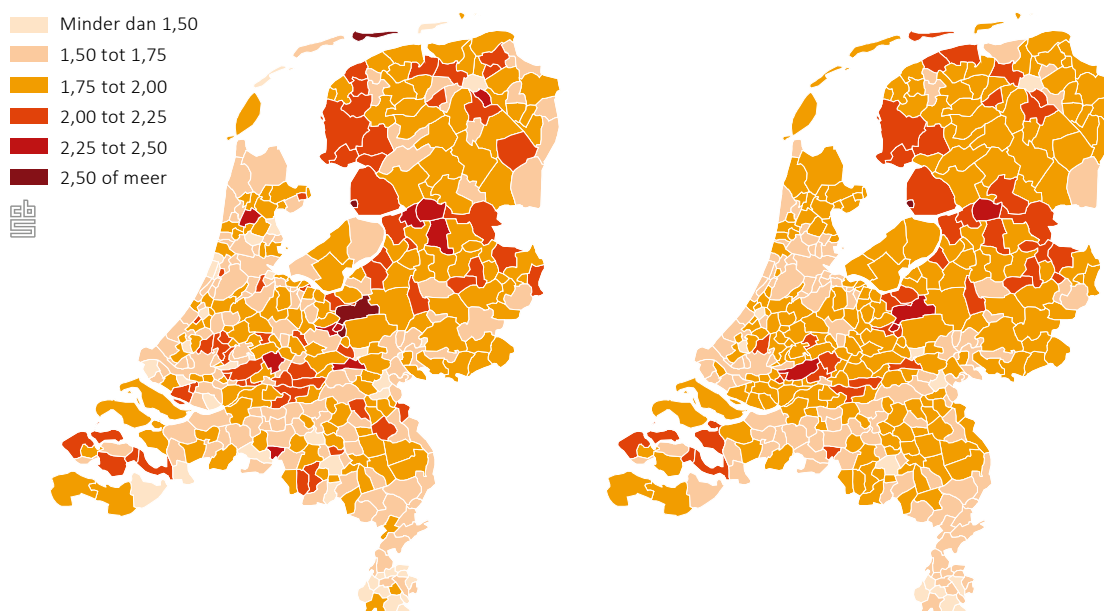 Minder dan 1,50
1,50 tot 1,75
1,75 tot 2,00
2,00 tot 2,25
2,25 tot 2,50
2,50 of meer